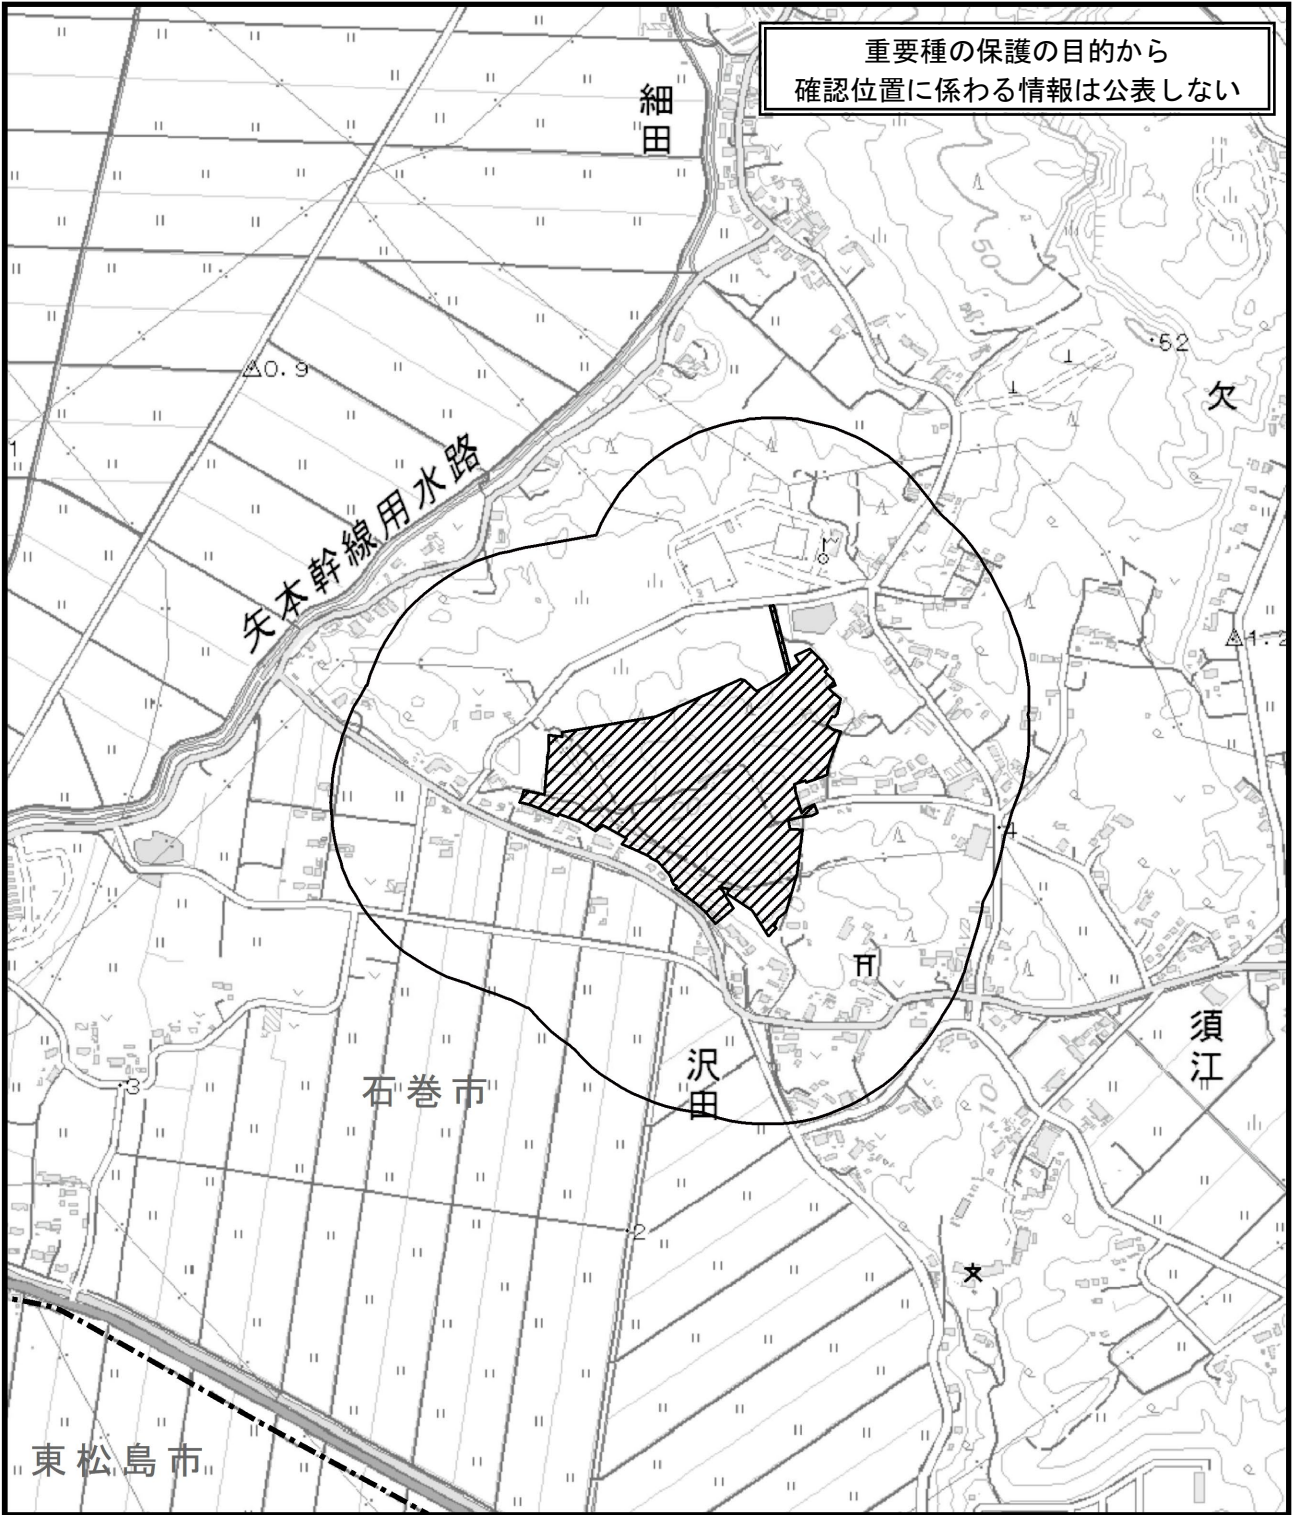 重要種の保護の目的から
確認位置に係わる情報は公表しない
細田
50
52
△0.9
欠
1
矢本幹線用水路
△1.2
4
須江
沢田
石巻市
3
10
2
文
東松島市